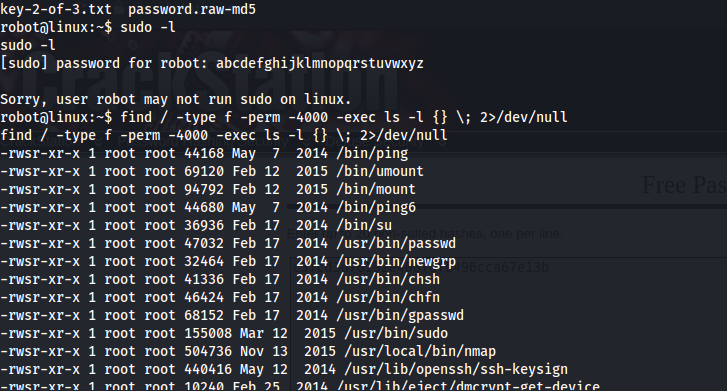 key-2-of-3.txt  password.raw-md5
robot@linux:~$ sudo -l
sudo -l
[sudo] password for robot: abcdefghijklmnopqrstuvwxyz

Sorry, user robot may not run sudo on linux.
robot@linux:~$ find / -type f -perm -4000 -exec ls -l {} \; 2>/dev/null
find / -type f -perm -4000 -exec ls -l {} \; 2>/dev/null
-rwsr-xr-x 1 root root 44168 May  7  2014 /bin/ping
-rwsr-xr-x 1 root root 69120 Feb 12  2015 /bin/umount
-rwsr-xr-x 1 root root 94792 Feb 12  2015 /bin/mount
-rwsr-xr-x 1 root root 44680 May  7  2014 /bin/ping6
-rwsr-xr-x 1 root root 36936 Feb 17  2014 /bin/su
-rwsr-xr-x 1 root root 47032 Feb 17  2014 /usr/bin/passwd
-rwsr-xr-x 1 root root 32464 Feb 17  2014 /usr/bin/newgrp
-rwsr-xr-x 1 root root 41336 Feb 17  2014 /usr/bin/chsh
-rwsr-xr-x 1 root root 46424 Feb 17  2014 /usr/bin/chfn
-rwsr-xr-x 1 root root 68152 Feb 17  2014 /usr/bin/gpasswd
-rwsr-xr-x 1 root root 155008 Mar 12  2015 /usr/bin/sudo
-rwsr-xr-x 1 root root 504736 Nov 13  2015 /usr/local/bin/nmap
-rwsr-xr-x 1 root root 440416 May 12  2014 /usr/lib/openssh/ssh-keysign
-rwsr-xr-x 1 root root 10240 Feb 25  2014 /usr/lib/eject/dmcrypt-get-device
CrackStation
Free Pas
hashes, one per line: